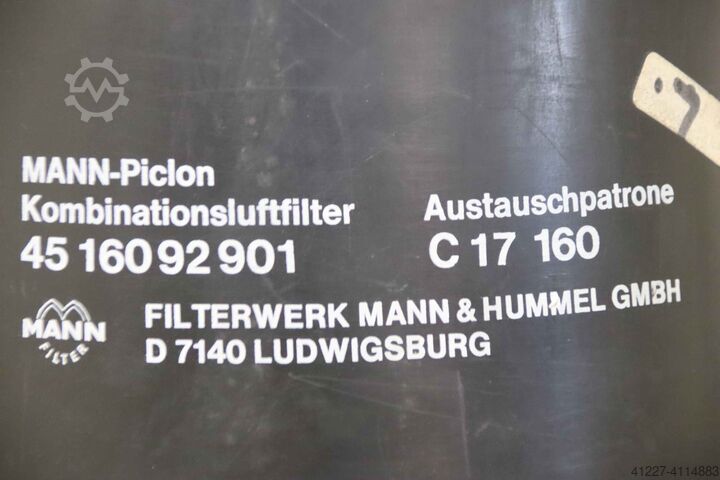 MANN-Piclon
Kombinationsluftfilter
45 160 92 901
Austauschpatrone
C 17 160
MANN
FILTER
FILTERWERK MANN & HUMMEL GMBH
D 7140 LUDWIGSBURG
41227-4114883